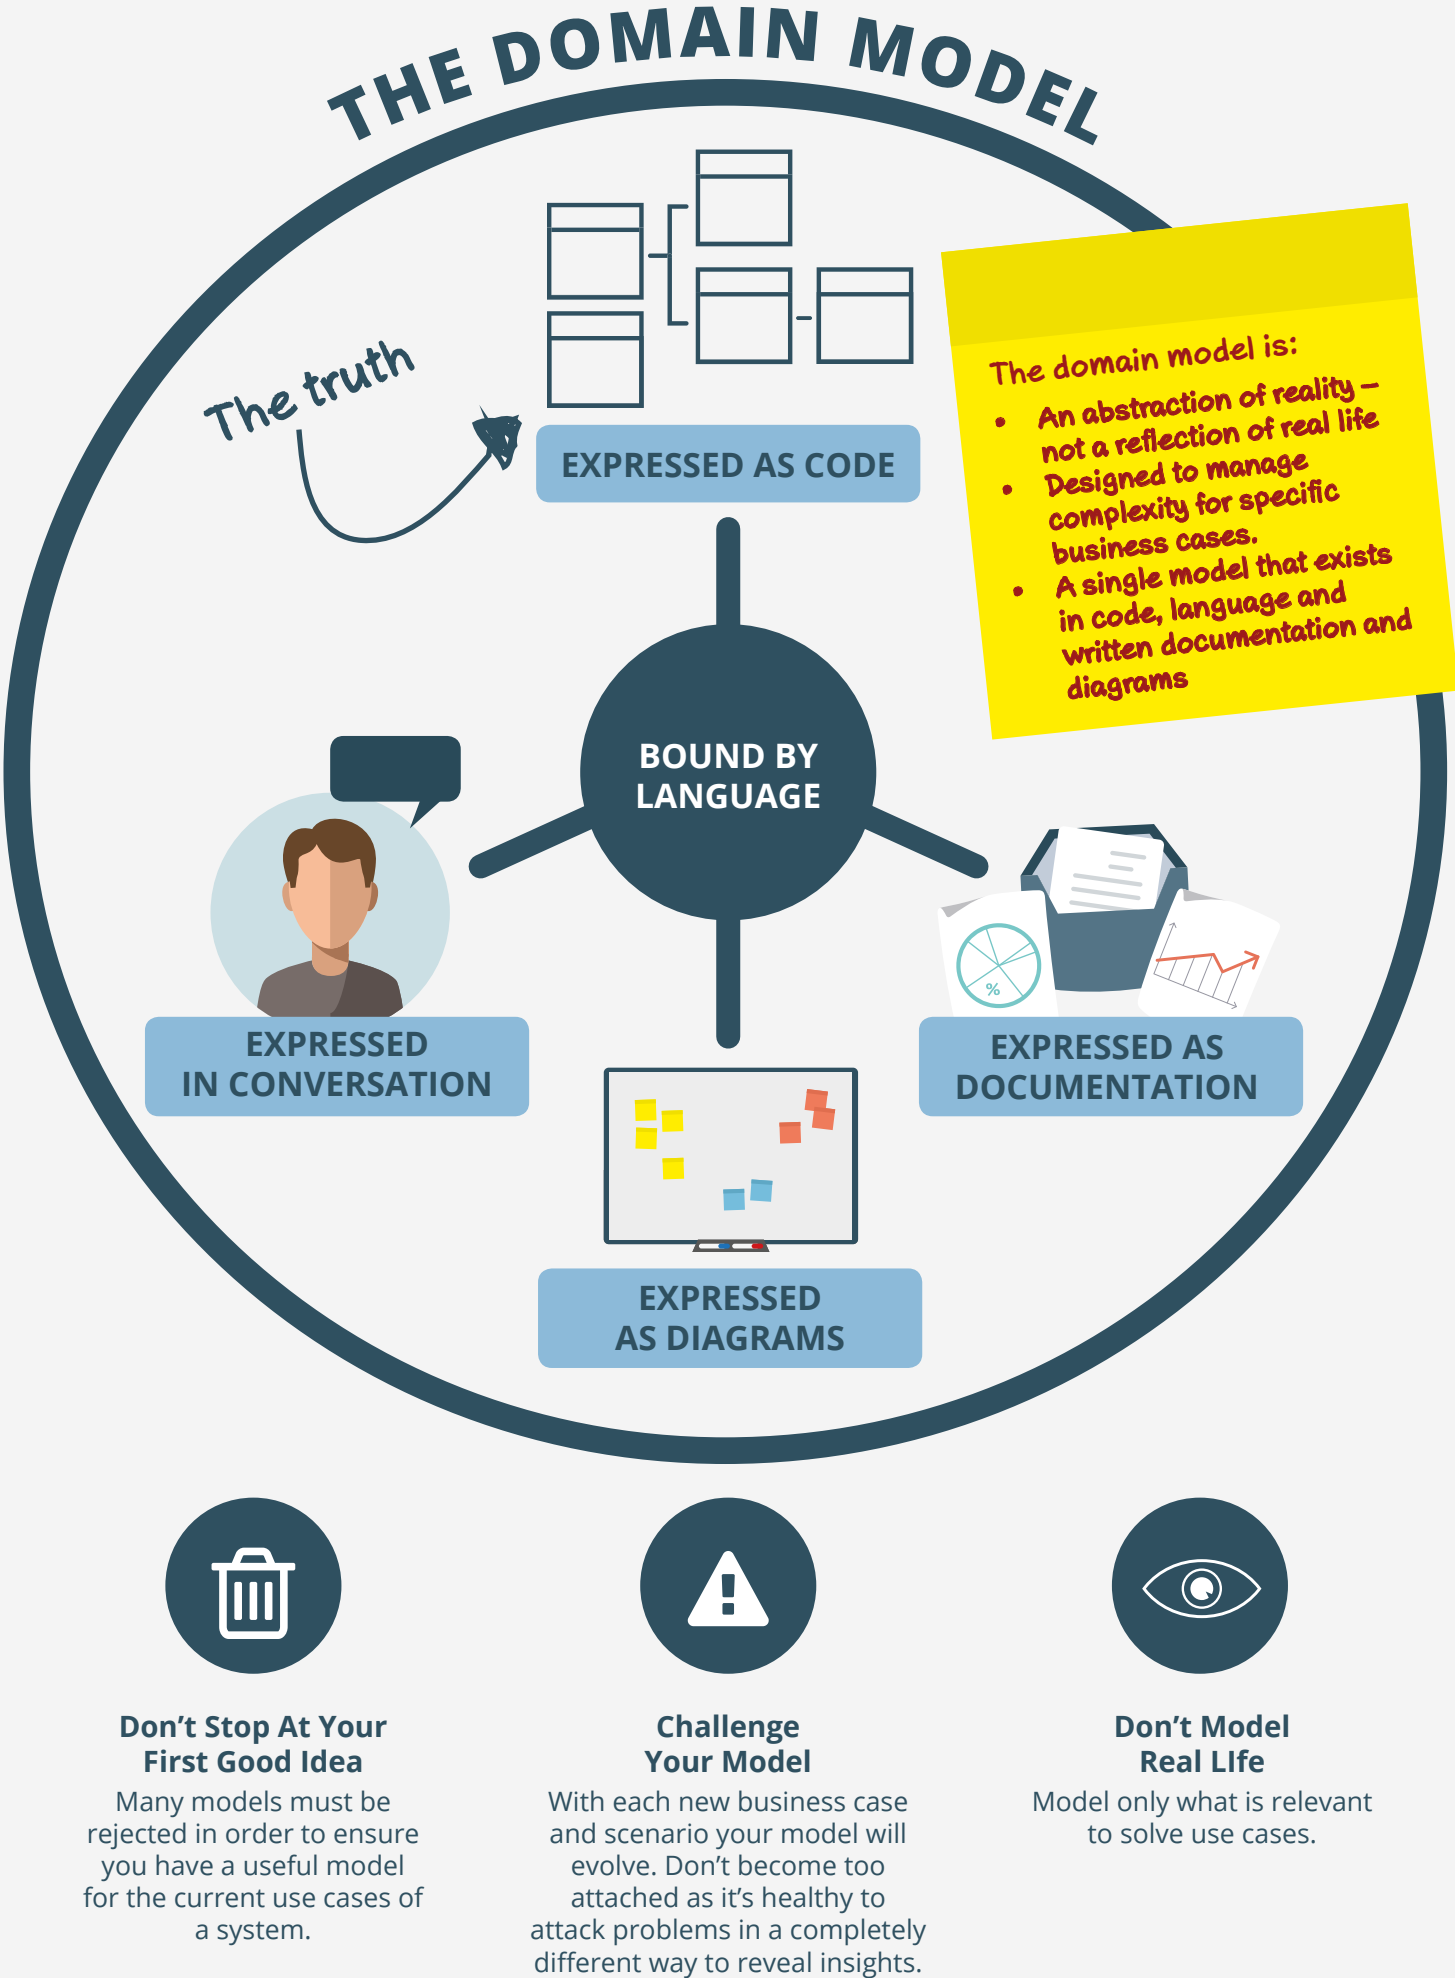 THE DOMAIN MODEL
The truth
EXPRESSED AS CODE
The domain model is:
• An abstraction of reality –
not a reflection of real life
• Designed to manage
complexity for specific
business cases.
• A single model that exists
in code, language and
written documentation and
diagrams
BOUND BY
LANGUAGE
%
EXPRESSED
IN CONVERSATION
EXPRESSED AS
DOCUMENTATION
EXPRESSED
AS DIAGRAMS
Don’t Stop At Your
First Good Idea
Many models must be
rejected in order to ensure
you have a useful model
for the current use cases of
a system.
Challenge
Your Model
With each new business case
and scenario your model will
evolve. Don’t become too
attached as it’s healthy to
attack problems in a completely
different way to reveal insights.
Don’t Model
Real LIfe
Model only what is relevant
to solve use cases.